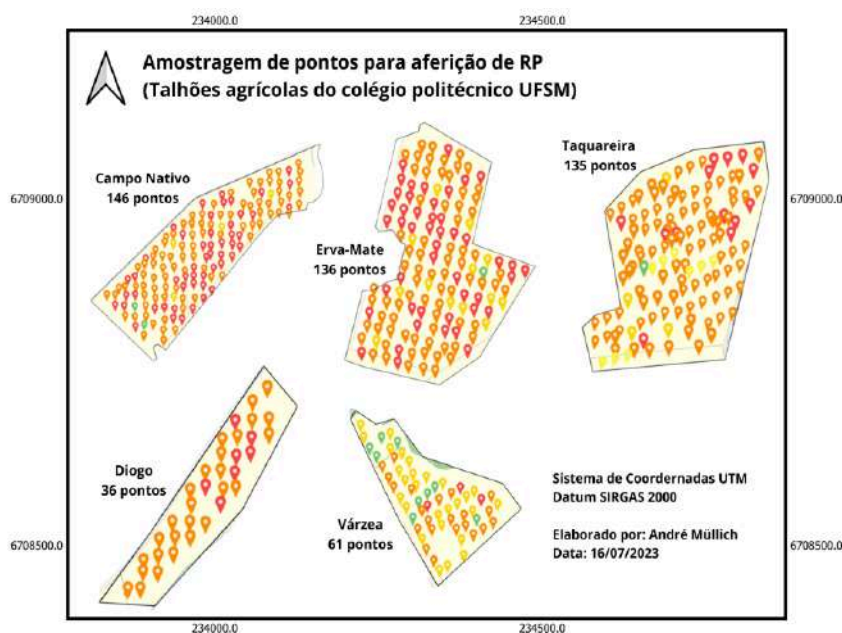 234000.0 234500.0
Amostragem de pontos para aferição de RP
(Talhões agrícolas do colégio politécnico UFSM)
Campo Nativo
146 pontos
Taquareira
135 pontos
6709000.0 6709000.0
Erva-Mate
136 pontos
Diogo
36 pontos
Várzea
61 pontos
Sistema de Coordernadas UTM
Datum SIRGAS 2000
Elaborado por: André Müllich
Data: 16/07/2023
6708500.0 6708500.0
234000.0 234500.0